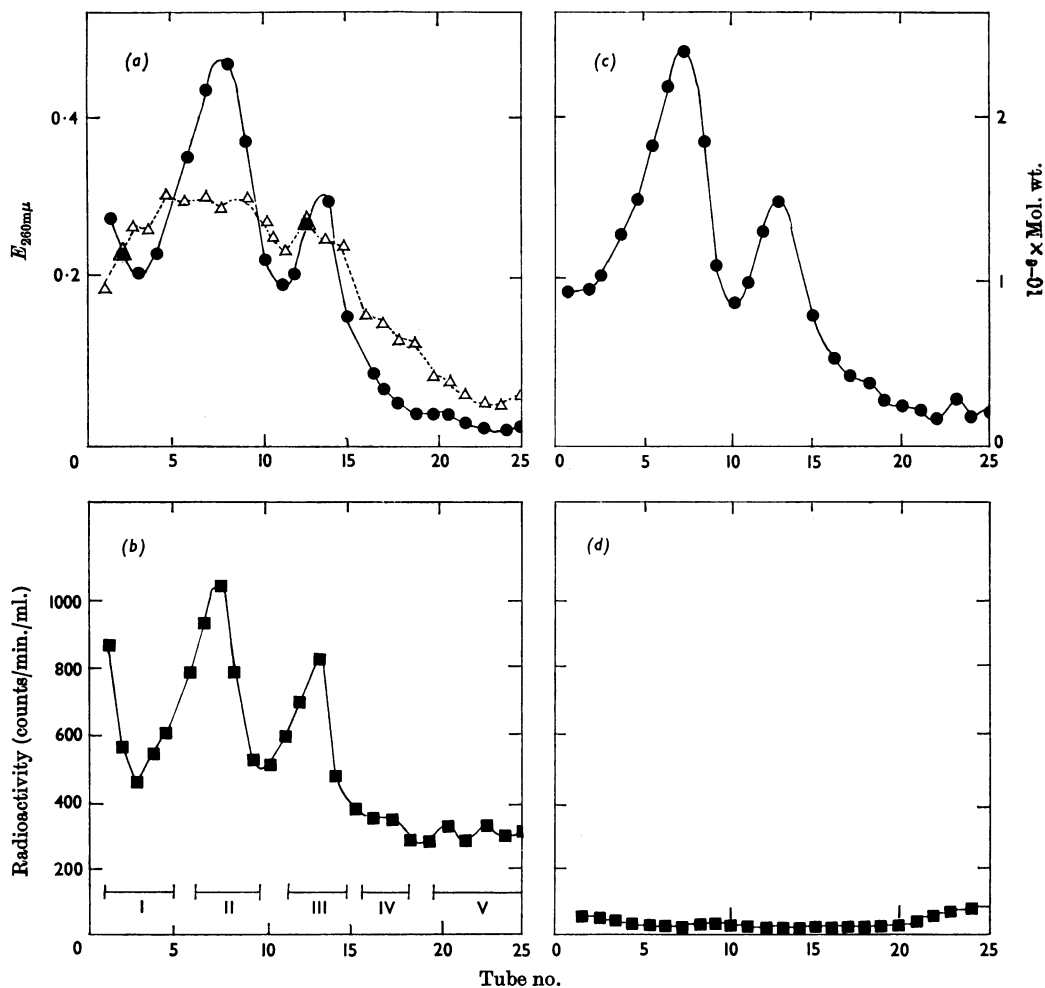 (a)
0·4
0·2
E260mμ
0 5 10 15 20 25
(c)
2
1
0
10⁻⁶ × Mol. wt.
0 5 10 15 20 25
(b)
1000
800
600
400
200
0
Radioactivity (counts/min./ml.)
I II III IV V
5 10 15 20 25
(d)
0 5 10 15 20 25
Tube no.